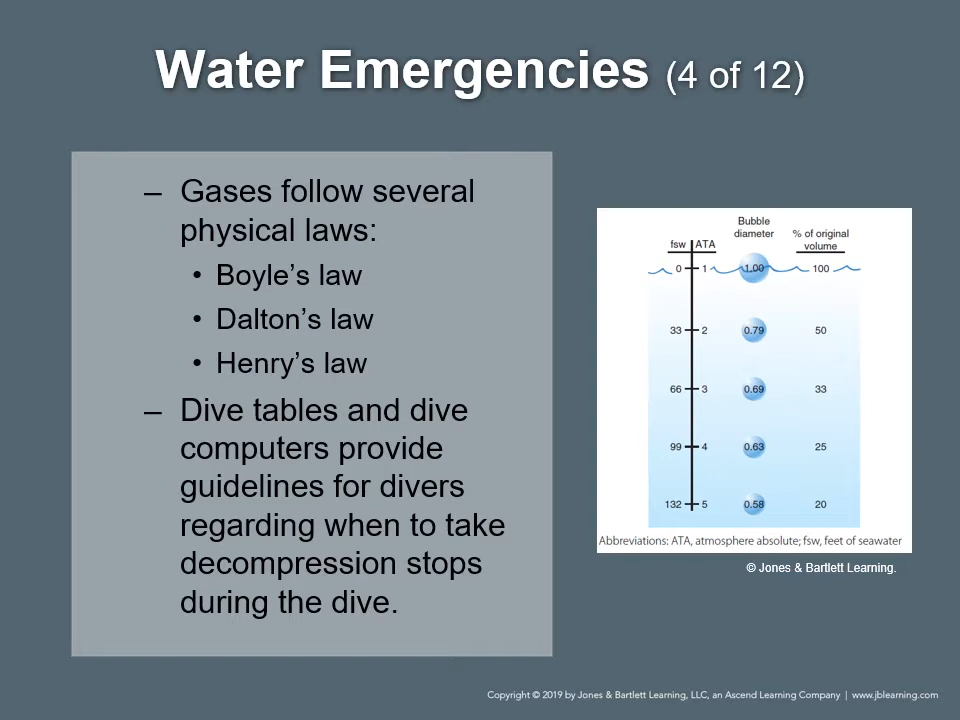 Water Emergencies (4 of 12)
– Gases follow several
physical laws:
• Boyle’s law
• Dalton’s law
• Henry’s law
– Dive tables and dive
computers provide
guidelines for divers
regarding when to take
decompression stops
during the dive.
Bubble
diameter
% of original
volume
fsw ATA
0 1 1.00 100
33 2 0.79 50
66 3 0.69 33
99 4 0.63 25
132 5 0.58 20
Abbreviations: ATA, atmosphere absolute; fsw, feet of seawater
© Jones & Bartlett Learning.
Copyright © 2019 by Jones & Bartlett Learning, LLC, an Ascend Learning Company | www.jblearning.com